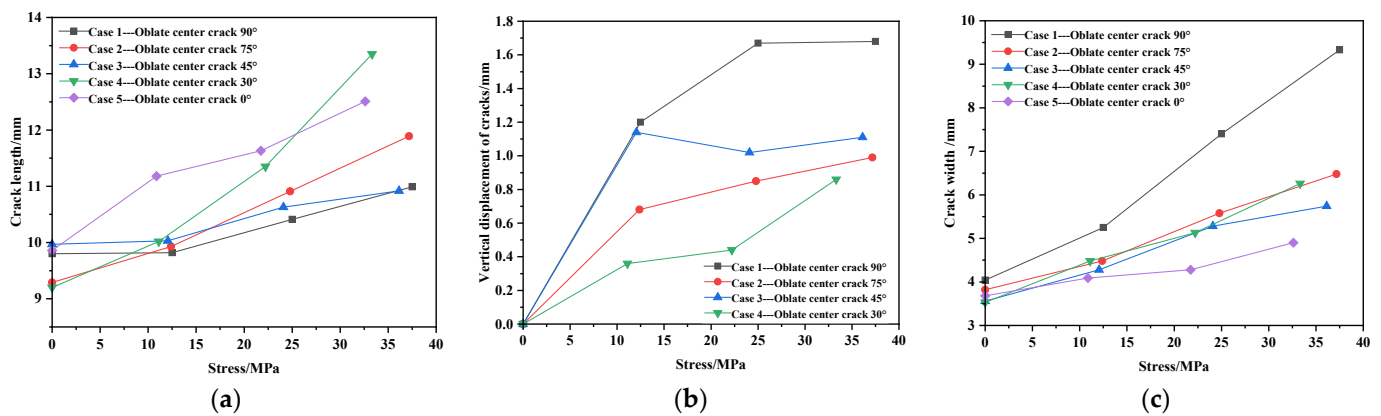 14
13
12
11
10
9
0
5
10
15
20
25
30
35
40
Crack length/mm
Stress/MPa
Case 1---Oblate center crack 90°
Case 2---Oblate center crack 75°
Case 3---Oblate center crack 45°
Case 4---Oblate center crack 30°
Case 5---Oblate center crack 0°
(a)
1.8
1.6
1.4
1.2
1.0
0.8
0.6
0.4
0.2
0.0
0
5
10
15
20
25
30
35
40
Vertical displacement of cracks/mm
Stress/MPa
Case 1---Oblate center crack 90°
Case 2---Oblate center crack 75°
Case 3---Oblate center crack 45°
Case 4---Oblate center crack 30°
(b)
10
9
8
7
6
5
4
3
0
5
10
15
20
25
30
35
40
Crack width /mm
Stress/MPa
Case 1---Oblate center crack 90°
Case 2---Oblate center crack 75°
Case 3---Oblate center crack 45°
Case 4---Oblate center crack 30°
Case 5---Oblate center crack 0°
(c)